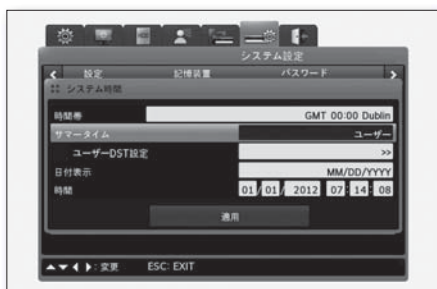 システム設定
設定 記憶装置 パスワード
システム時間
時間巻 GMT 00:00 Dublin
サマータイム ユーザー
ユーザーDST設定 >>
日付表示 MM/DD/YYYY
時間 01/01/2012 07:14:08
適用
▲▼◀▶:変更 ESC: EXIT